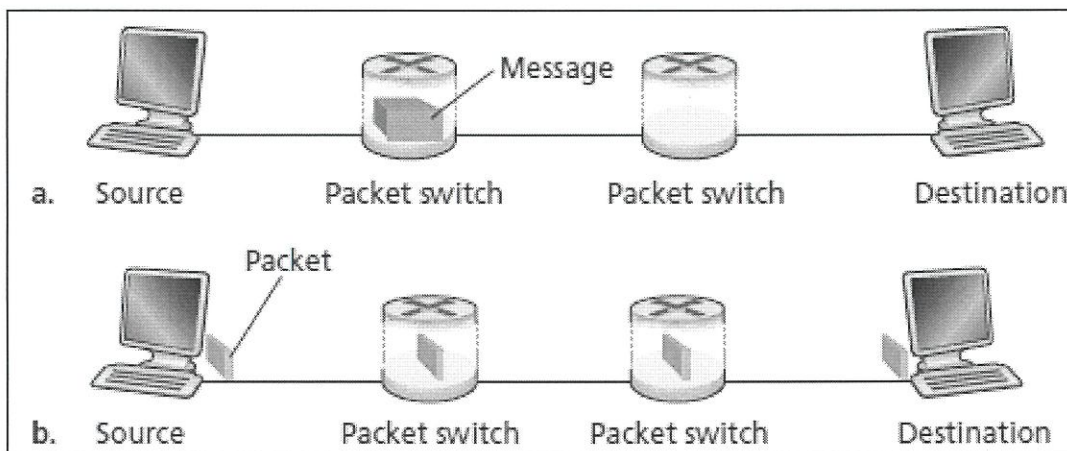 Message
a. Source Packet switch Packet switch Destination
Packet
b. Source Packet switch Packet switch Destination